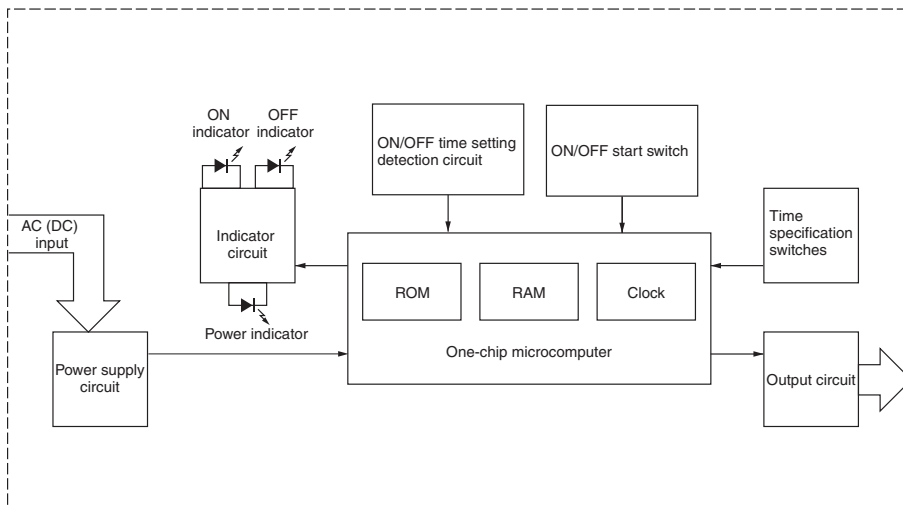 ON
indicator
OFF
indicator
ON/OFF time setting
detection circuit
ON/OFF start switch
AC (DC)
input
Indicator
circuit
Time
specification
switches
ROM
RAM
Clock
Power indicator
One-chip microcomputer
Power supply
circuit
Output circuit